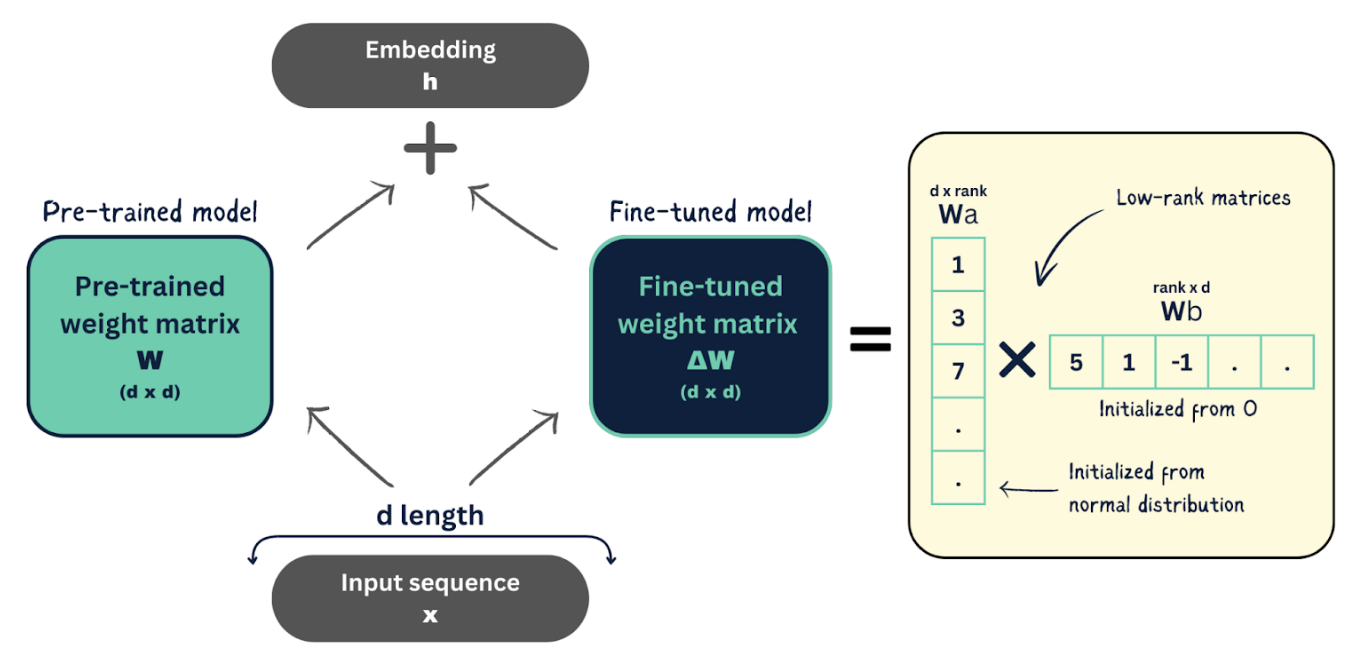 Embedding
h
+
Pre-trained model
Pre-trained
weight matrix
W
(d x d)
Fine-tuned model
Fine-tuned
weight matrix
ΔW
(d x d)
=
d x rank
Wa
1
3
7
.
.
×
Low-rank matrices
rank x d
Wb
5 1 -1 . .
Initialized from 0
Initialized from
normal distribution
d length
Input sequence
x